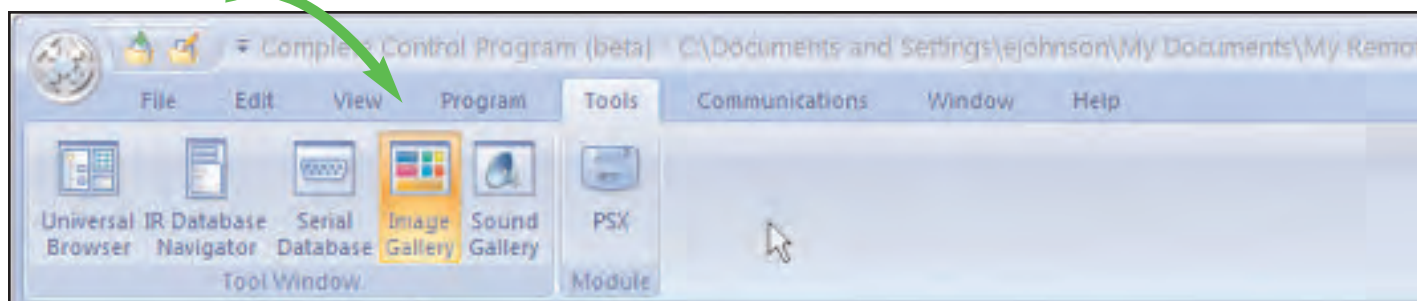 Complete Control Program (beta) C:\Documents and Settings\ejohnson\My Documents\My Remo
File Edit View Program Tools Communications Window Help
Universal IR Database Serial Image Sound PSX
Browser Navigator Database Gallery Gallery
Tool Window Module